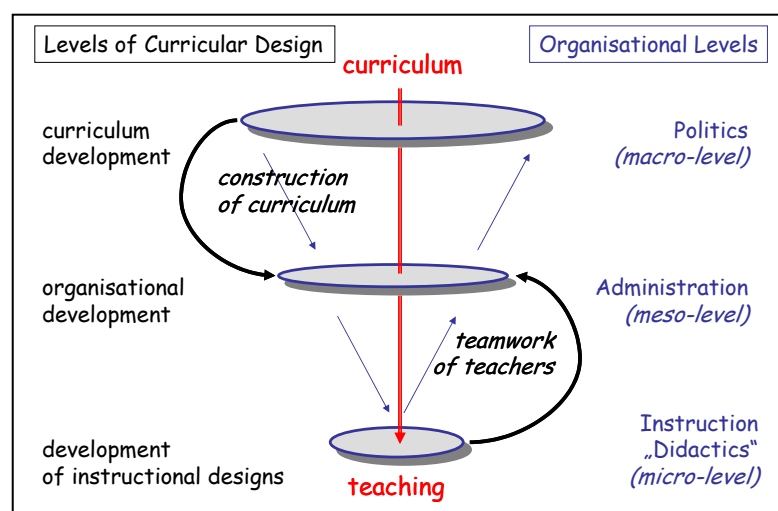 Levels of Curricular Design
Organisational Levels
curriculum
curriculum
development
Politics
(macro-level)
construction
of curriculum
organisational
development
Administration
(meso-level)
teamwork
of teachers
development
of instructional designs
Instruction
„Didactics“
(micro-level)
teaching